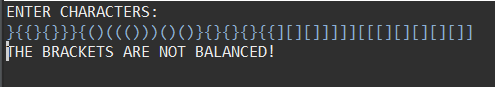 ENTER CHARACTERS:
}{{}{}}}{()((()))()()}{}{}{}{{][][]]]]][[[][][][][]]
THE BRACKETS ARE NOT BALANCED!